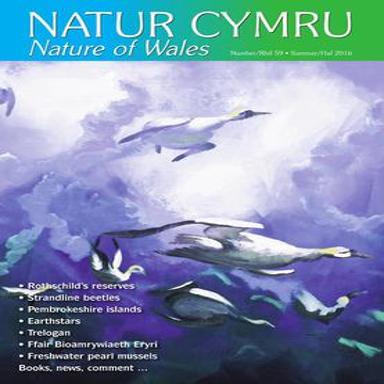 NATUR CYMRU
Nature of Wales
Number/Rhif 59 • Summer/Haf 2016
• Rothschild's reserves
• Strandline beetles
• Pembrokeshire islands
• Earthstars
• Trelogan
• Ffair Bioamrywiaeth Eryri
• Freshwater pearl mussels
Books, news, comment ...